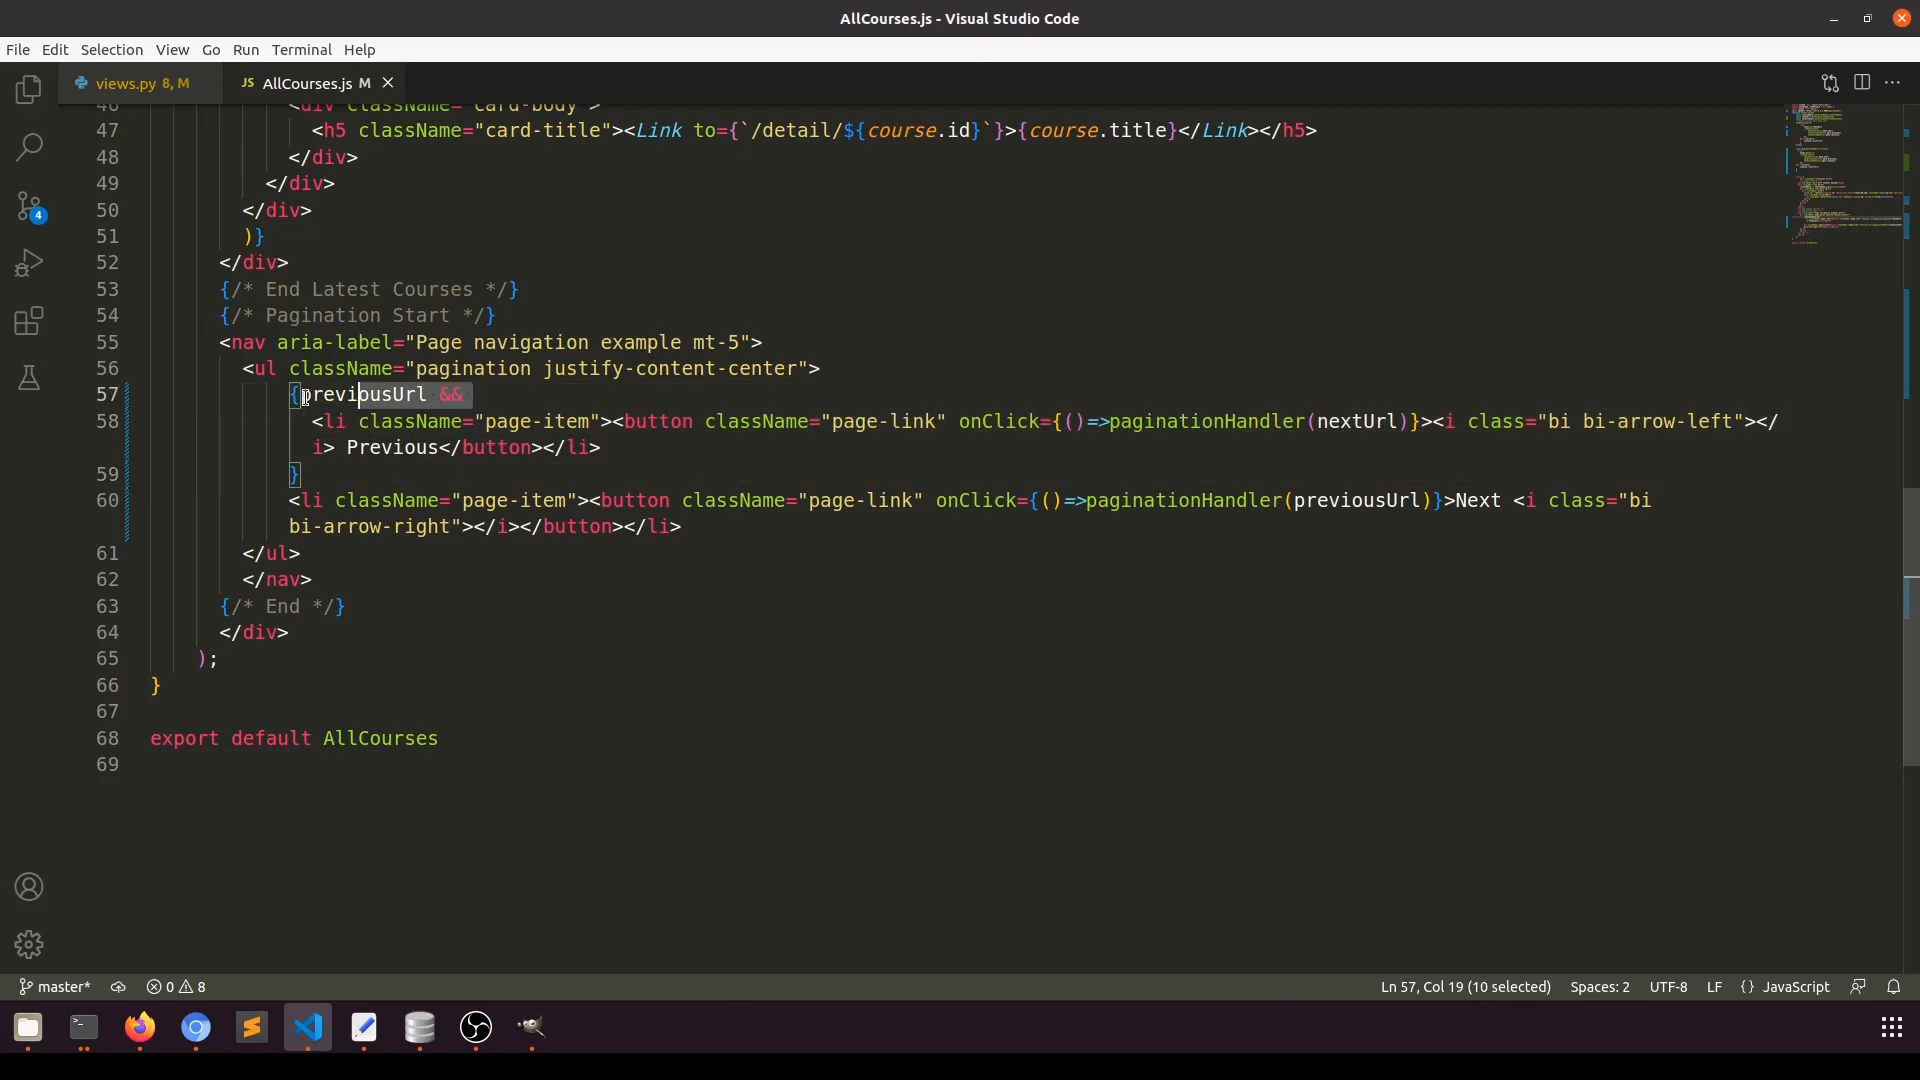 AllCourses.js - Visual Studio Code
File Edit Selection View Go Run Terminal Help
views.py 8, M JS AllCourses.js M
46 <div className="card-body">
47 <h5 className="card-title"><Link to={`/detail/${course.id}`}>{course.title}</Link></h5>
48 </div>
49 </div>
50 </div>
51 )}
52 </div>
53 {/* End Latest Courses */}
54 {/* Pagination Start */}
55 <nav aria-label="Page navigation example mt-5">
56 <ul className="pagination justify-content-center">
57 {previousUrl &&
58 <li className="page-item"><button className="page-link" onClick={()=>paginationHandler(nextUrl)}><i class="bi bi-arrow-left"></
i> Previous</button></li>
59 }
60 <li className="page-item"><button className="page-link" onClick={()=>paginationHandler(previousUrl)}>Next <i class="bi
bi-arrow-right"></i></button></li>
61 </ul>
62 </nav>
63 {/* End */}
64 </div>
65 );
66 }
67
68 export default AllCourses
69
4
master* 0 8 Ln 57, Col 19 (10 selected) Spaces: 2 UTF-8 LF {} JavaScript